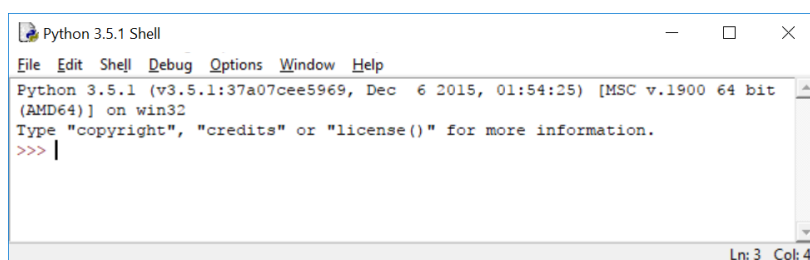 Python 3.5.1 Shell
File Edit Shell Debug Options Window Help
Python 3.5.1 (v3.5.1:37a07cee5969, Dec  6 2015, 01:54:25) [MSC v.1900 64 bit
(AMD64)] on win32
Type "copyright", "credits" or "license()" for more information.
>>>
Ln: 3 Col: 4